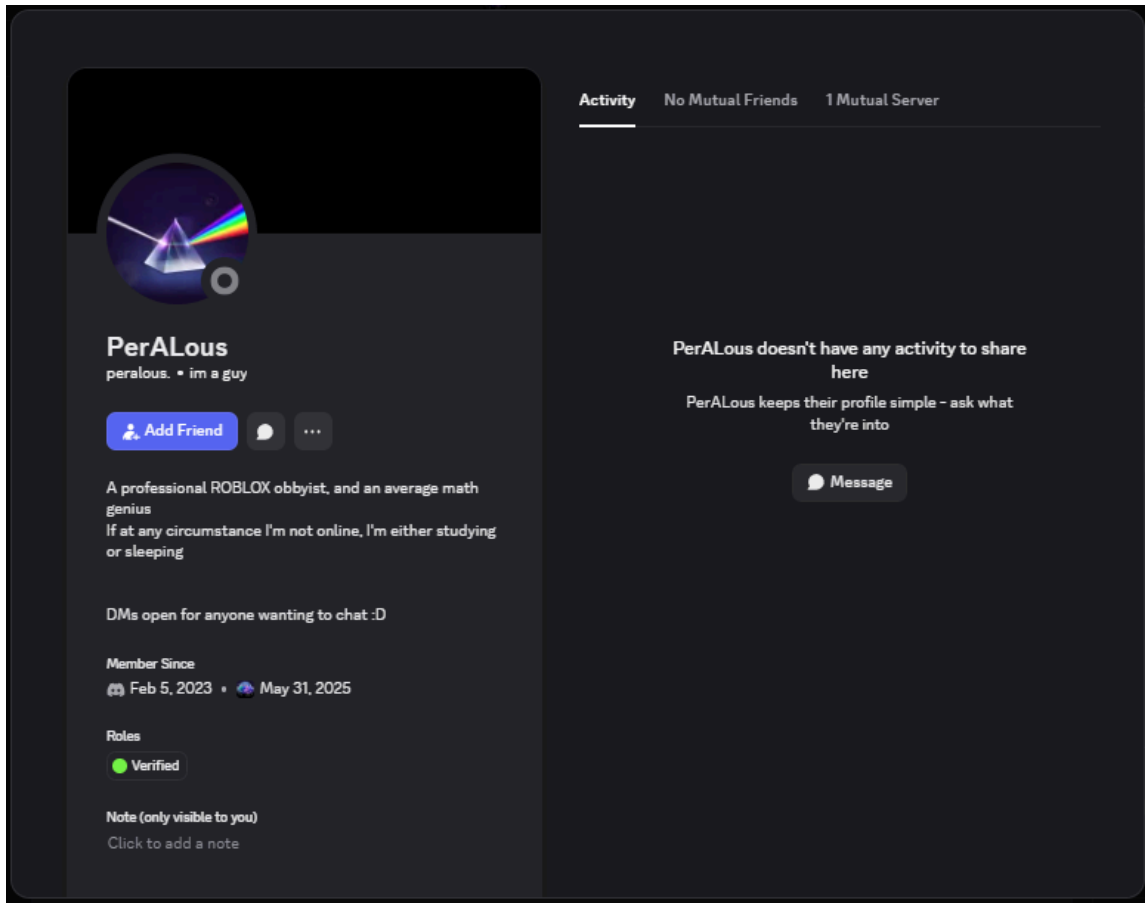 Activity
No Mutual Friends
1 Mutual Server
PerALous
peralous. • im a guy
Add Friend
A professional ROBLOX obbyist, and an average math
genius
If at any circumstance I'm not online, I'm either studying
or sleeping
DMs open for anyone wanting to chat :D
Member Since
Feb 5, 2023 • May 31, 2025
Roles
Verified
Note (only visible to you)
Click to add a note
PerALous doesn't have any activity to share
here
PerALous keeps their profile simple - ask what
they're into
Message